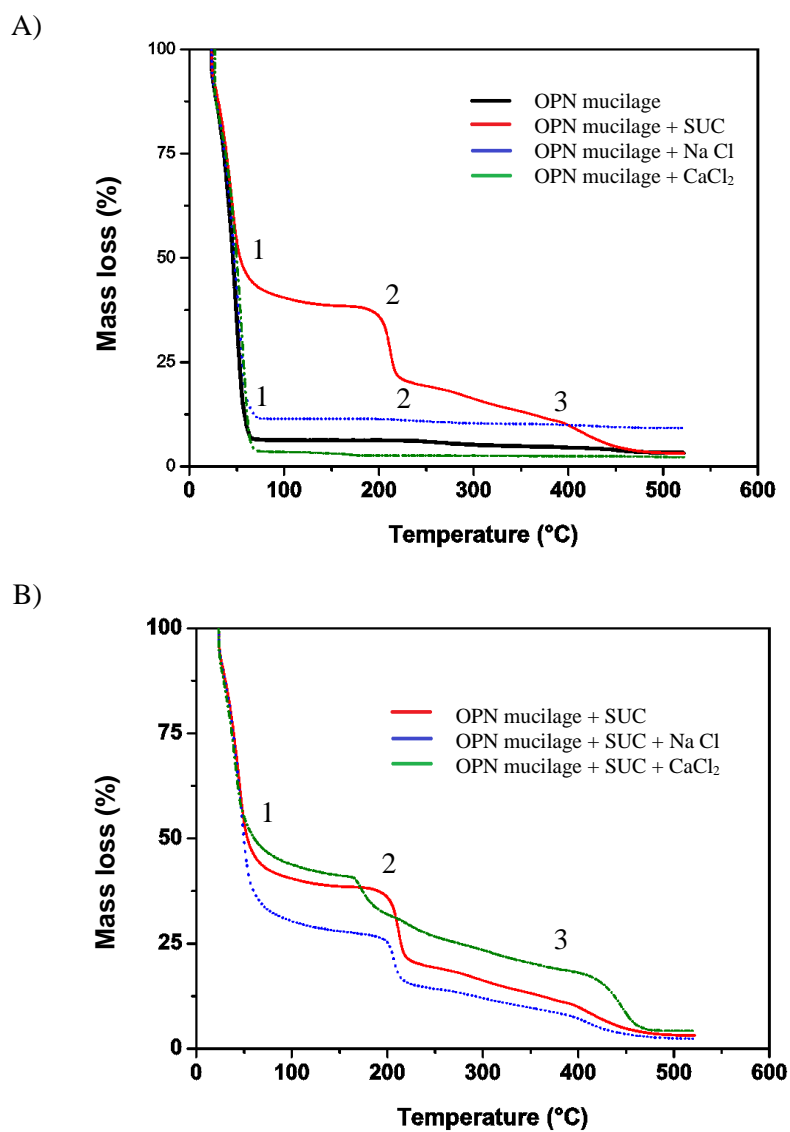 A)
100
75
50
25
0
Mass loss (%)
OPN mucilage
OPN mucilage + SUC
OPN mucilage + Na Cl
OPN mucilage + CaCl₂
1
2
3
1
2
0 100 200 300 400 500 600
Temperature (°C)
B)
100
75
50
25
0
Mass loss (%)
OPN mucilage + SUC
OPN mucilage + SUC + Na Cl
OPN mucilage + SUC + CaCl₂
1
2
3
0 100 200 300 400 500 600
Temperature (°C)